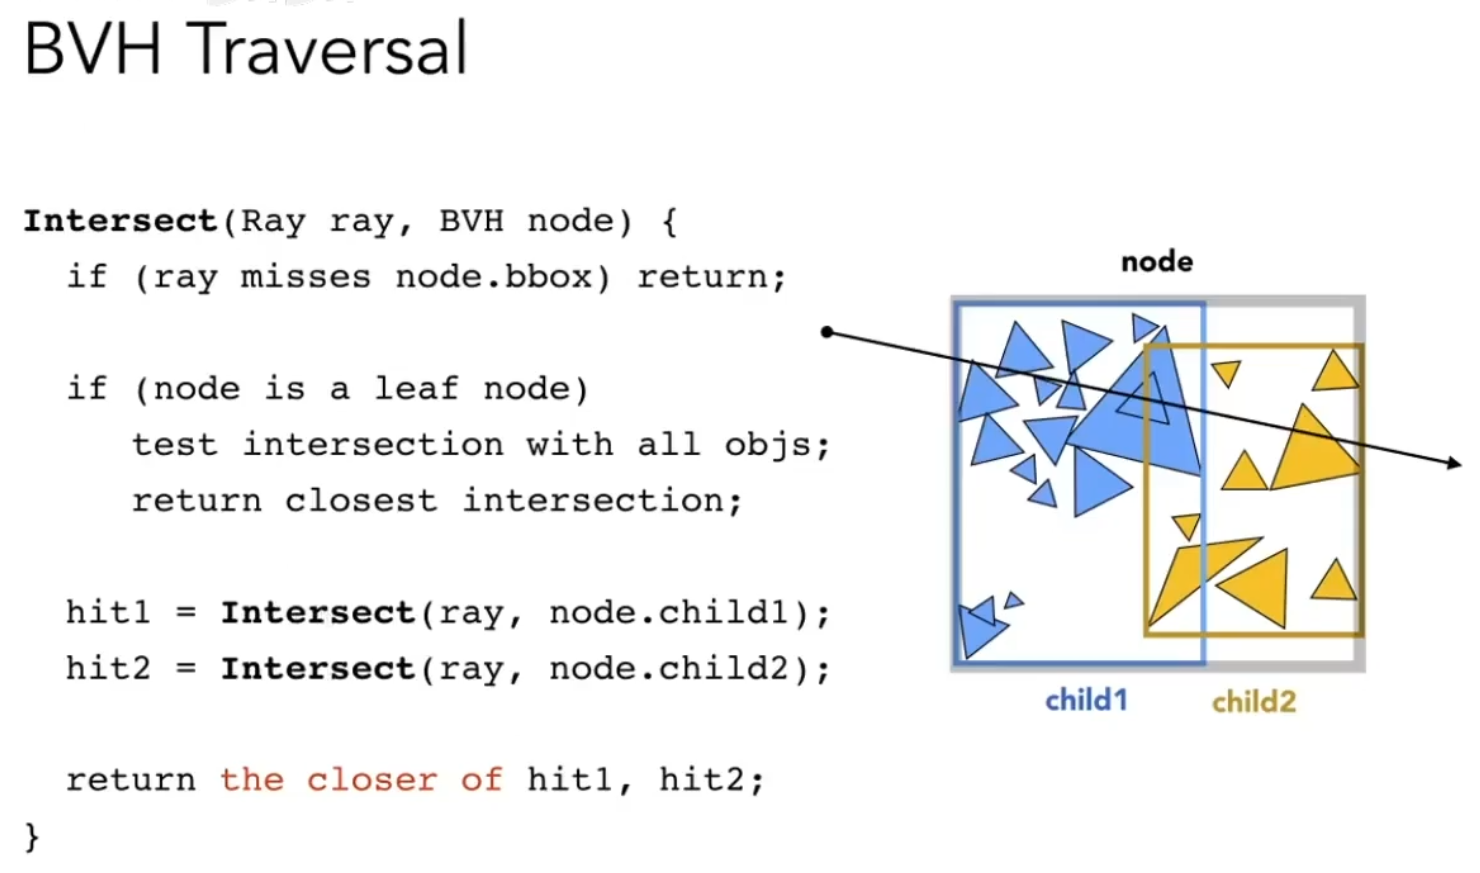 BVH Traversal
Intersect(Ray ray, BVH node) {
if (ray misses node.bbox) return;
if (node is a leaf node)
test intersection with all objs;
return closest intersection;
hit1 = Intersect(ray, node.child1);
hit2 = Intersect(ray, node.child2);
return the closer of hit1, hit2;
}
node
child1
child2